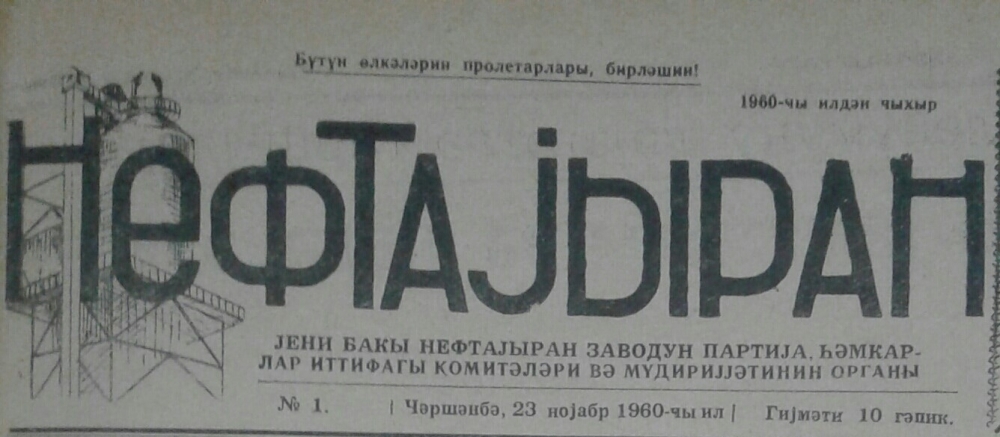 Бүтүн өлкәләрин пролетарлары, бирләшин!
1960-чы илдән чыхыр
НЕФТАЈЫРАН
ЈЕНИ БАКЫ НЕФТАЈЫРАН ЗАВОДУН ПАРТИЈА, ҺӘМКАР-
ЛАР ИТТИФАГЫ КОМИТӘЛӘРИ ВӘ МҮДИРИЈЈӘТИНИН ОРГАНЫ
№ 1. | Чәршәнбә, 23 нојабр 1960-чы ил | Гијмәти 10 гәпик.